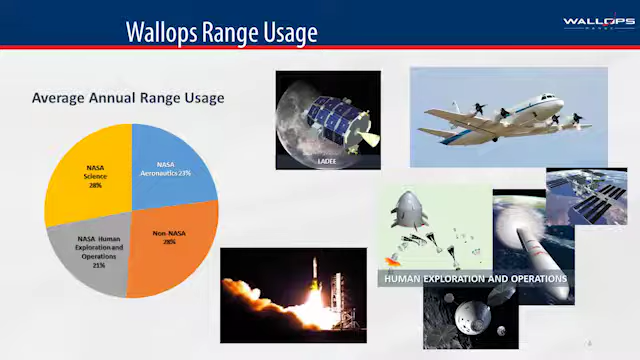 Wallops Range Usage
WALLOPS
RANGE
Average Annual Range Usage
NASA
Science
28%
NASA
Aeronautics 23%
NASA Human
Exploration and
Operations
21%
Non-NASA
28%
LADEE
HUMAN EXPLORATION AND OPERATIONS